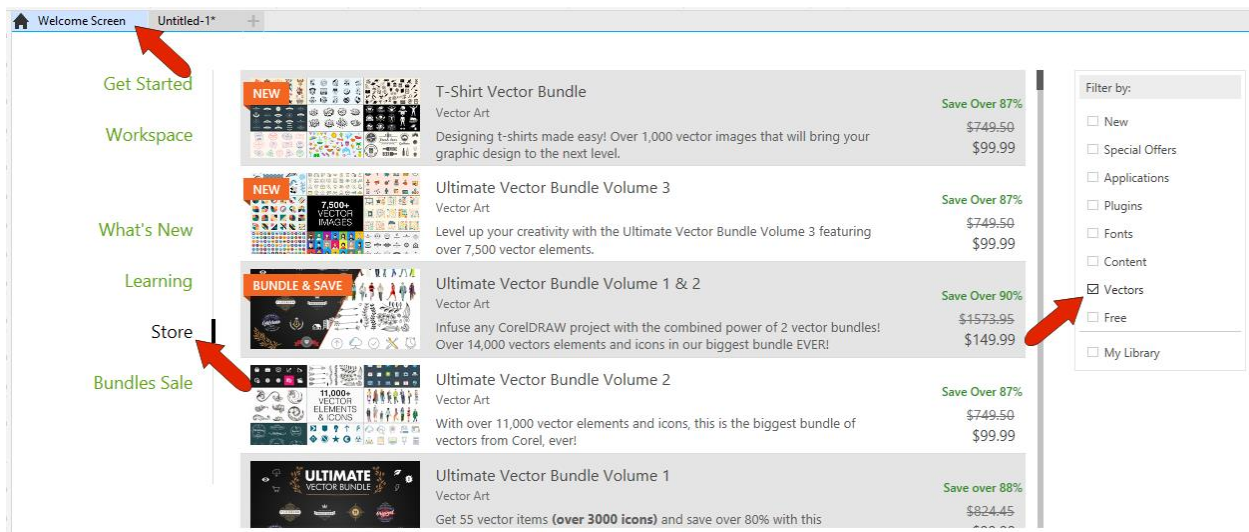 Welcome Screen
Untitled-1*
Get Started
Workspace
What's New
Learning
Store
Bundles Sale
NEW
T-Shirt Vector Bundle
Vector Art
Designing t-shirts made easy! Over 1,000 vector images that will bring your
graphic design to the next level.
Save Over 87%
$749.50
$99.99
NEW
7,500+
VECTOR
IMAGES
Ultimate Vector Bundle Volume 3
Vector Art
Level up your creativity with the Ultimate Vector Bundle Volume 3 featuring
over 7,500 vector elements.
Save Over 87%
$749.50
$99.99
BUNDLE & SAVE
Ultimate Vector Bundle Volume 1 & 2
Vector Art
Infuse any CorelDRAW project with the combined power of 2 vector bundles!
Over 14,000 vectors elements and icons in our biggest bundle EVER!
Save Over 90%
$1573.95
$149.99
11,000+
VECTOR
ELEMENTS
& ICONS
Ultimate Vector Bundle Volume 2
Vector Art
With over 11,000 vector elements and icons, this is the biggest bundle of
vectors from Corel, ever!
Save Over 87%
$749.50
$99.99
ULTIMATE
VECTOR BUNDLE
Ultimate Vector Bundle Volume 1
Vector Art
Get 55 vector items (over 3000 icons) and save over 80% with this
Save over 88%
$824.45
Filter by:
New
Special Offers
Applications
Plugins
Fonts
Content
Vectors
Free
My Library